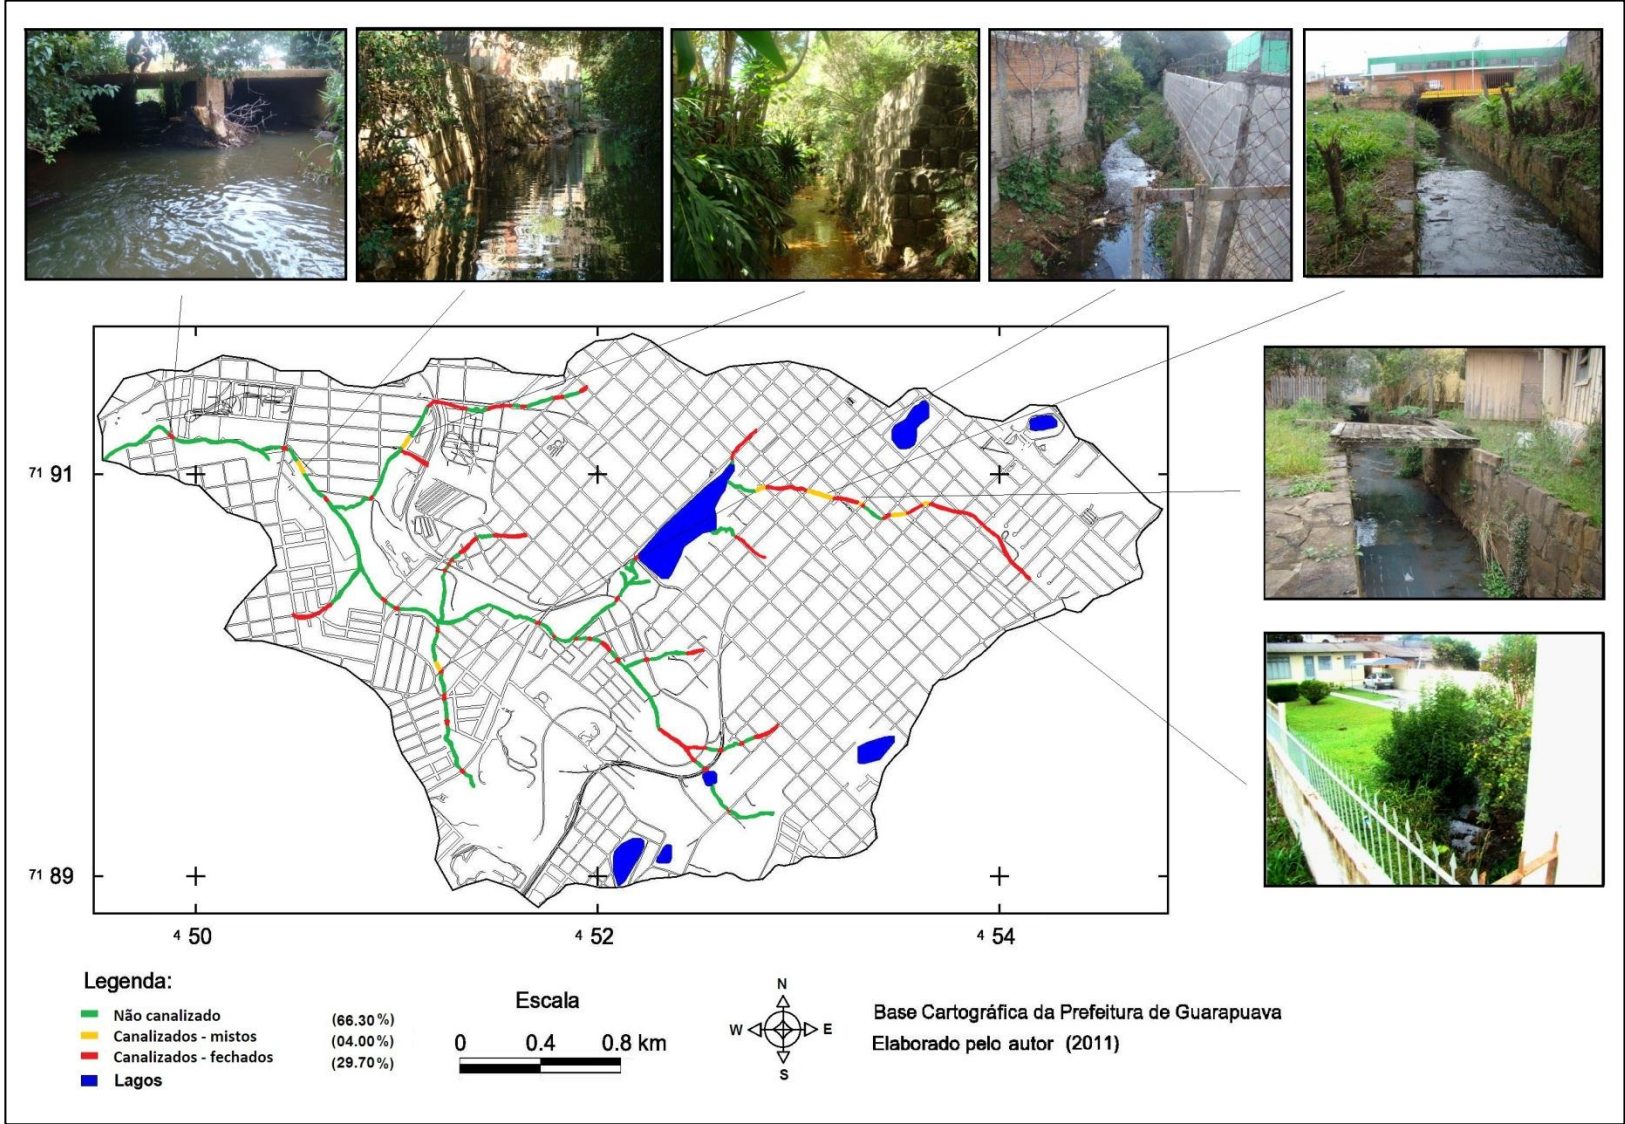 71 91
71 89
4 50
4 52
4 54
Legenda:
Não canalizado (66.30%)
Canalizados - mistos (04.00%)
Canalizados - fechados (29.70%)
Lagos
Escala
0 0.4 0.8 km
N
W E
S
Base Cartográfica da Prefeitura de Guarapuava
Elaborado pelo autor (2011)